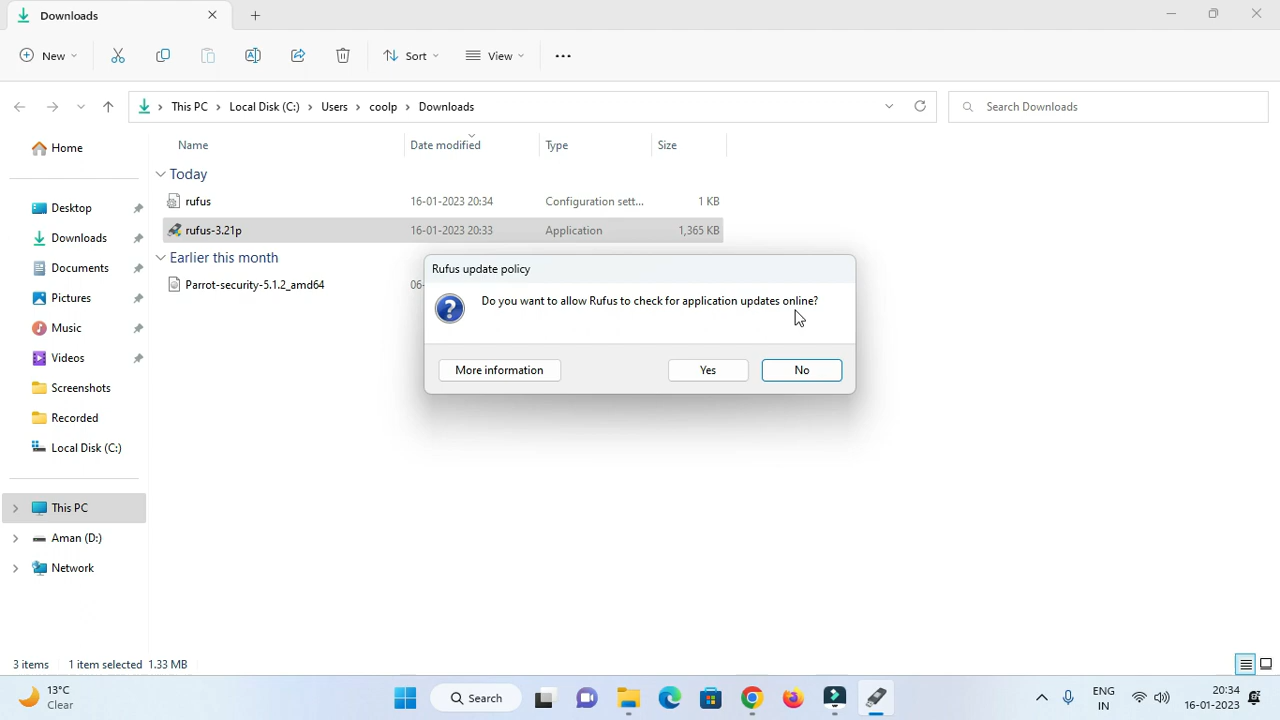 Downloads
New
Sort
View
This PC
Local Disk (C:)
Users
coolp
Downloads
Search Downloads
Home
Desktop
Downloads
Documents
Pictures
Music
Videos
Screenshots
Recorded
Local Disk (C:)
This PC
Aman (D:)
Network
Name Date modified Type Size
Today
rufus 16-01-2023 20:34 Configuration sett... 1 KB
rufus-3.21p 16-01-2023 20:33 Application 1,365 KB
Earlier this month
Parrot-security-5.1.2_amd64 06-
Rufus update policy
Do you want to allow Rufus to check for application updates online?
More information Yes No
3 items 1 item selected 1.33 MB
13°C
Clear
Search
ENG
IN
20:34
16-01-2023